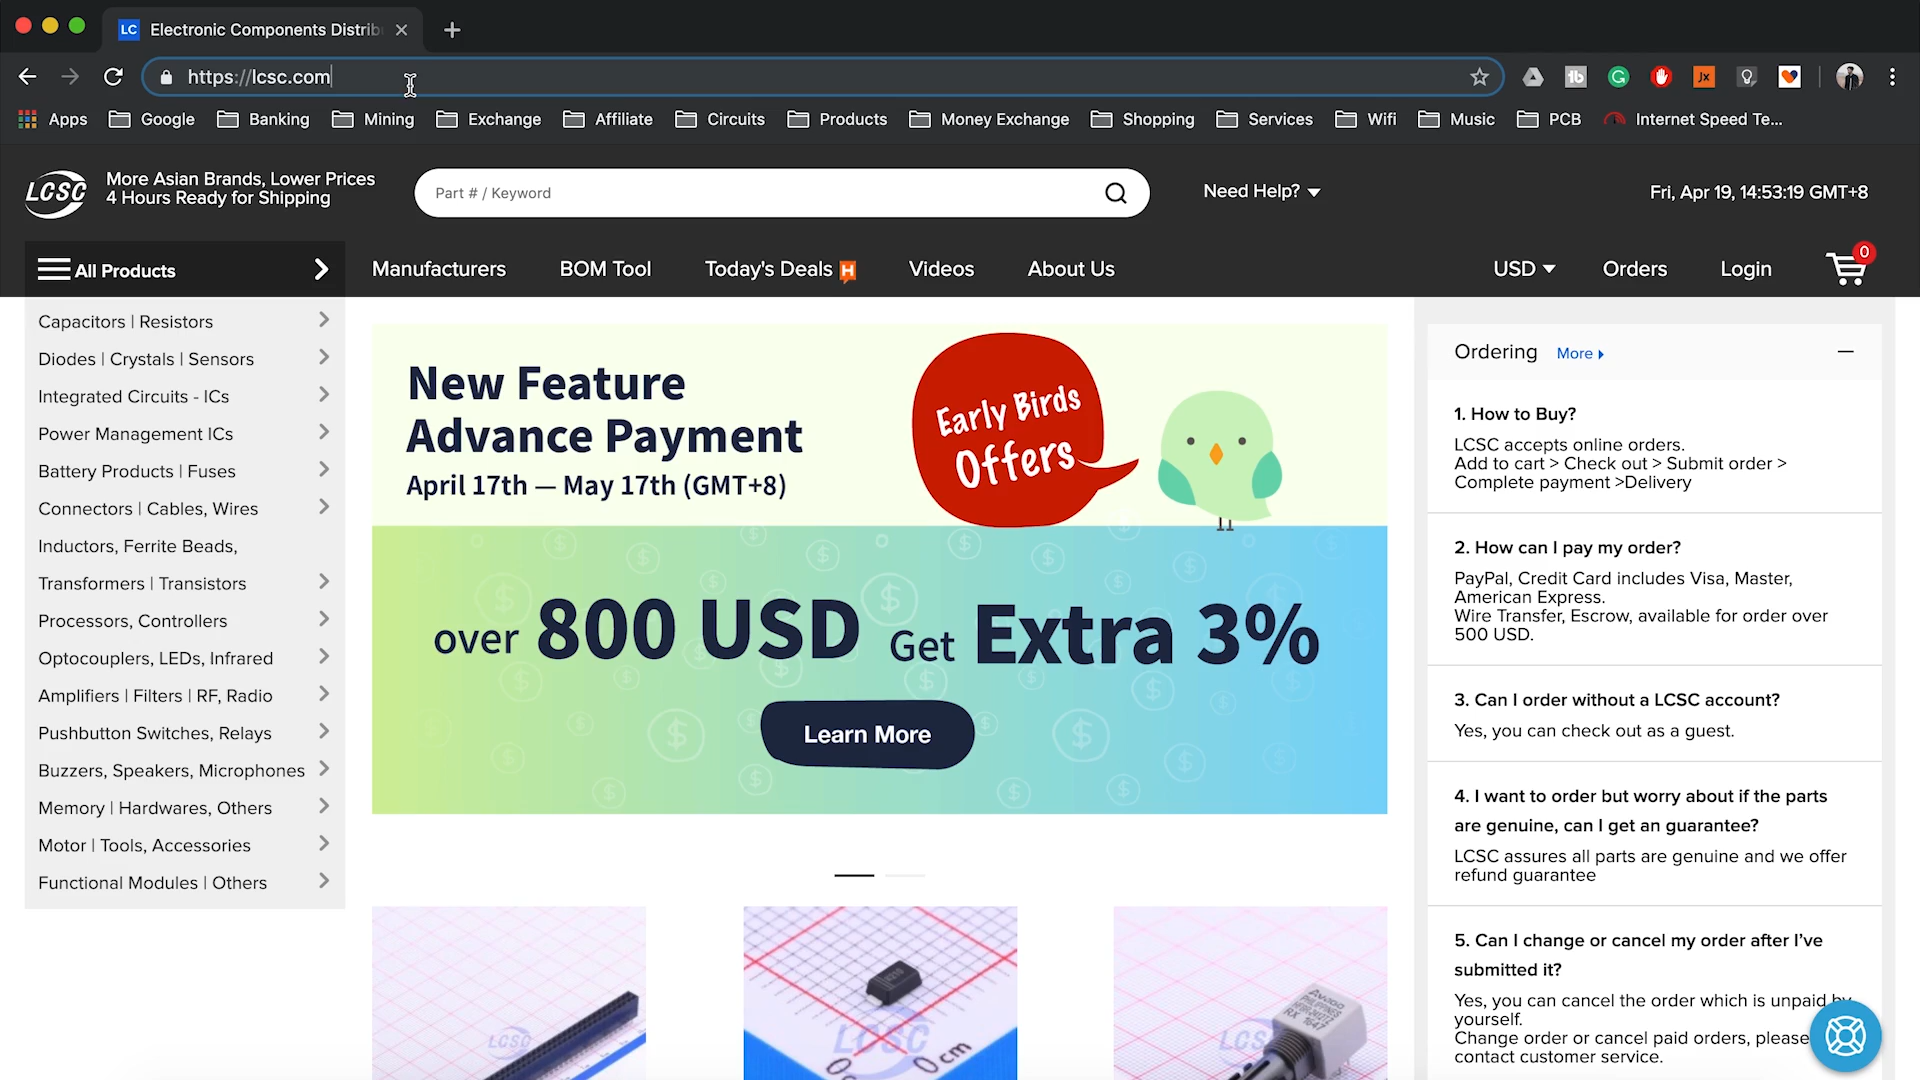 LC Electronic Components Distrib
https://lcsc.com
Apps Google Banking Mining Exchange Affiliate Circuits Products Money Exchange Shopping Services Wifi Music PCB Internet Speed Te...
LCSC
More Asian Brands, Lower Prices
4 Hours Ready for Shipping
Part # / Keyword
Need Help?
Fri, Apr 19, 14:53:19 GMT+8
All Products
Manufacturers
BOM Tool
Today's Deals H
Videos
About Us
USD
Orders
Login
0
Capacitors | Resistors
Diodes | Crystals | Sensors
Integrated Circuits - ICs
Power Management ICs
Battery Products | Fuses
Connectors | Cables, Wires
Inductors, Ferrite Beads,
Transformers | Transistors
Processors, Controllers
Optocouplers, LEDs, Infrared
Amplifiers | Filters | RF, Radio
Pushbutton Switches, Relays
Buzzers, Speakers, Microphones
Memory | Hardwares, Others
Motor | Tools, Accessories
Functional Modules | Others
New Feature
Advance Payment
April 17th — May 17th (GMT+8)
Early Birds
Offers
over 800 USD Get Extra 3%
Learn More
LCSC
LCSC
0 cm
AVAGO
PHILIPPINES
RX 1647
LCSC
Ordering More
1. How to Buy?
LCSC accepts online orders.
Add to cart > Check out > Submit order >
Complete payment >Delivery
2. How can I pay my order?
PayPal, Credit Card includes Visa, Master,
American Express.
Wire Transfer, Escrow, available for order over
500 USD.
3. Can I order without a LCSC account?
Yes, you can check out as a guest.
4. I want to order but worry about if the parts
are genuine, can I get an guarantee?
LCSC assures all parts are genuine and we offer
refund guarantee
5. Can I change or cancel my order after I've
submitted it?
Yes, you can cancel the order which is unpaid by
yourself.
Change order or cancel paid orders, please
contact customer service.